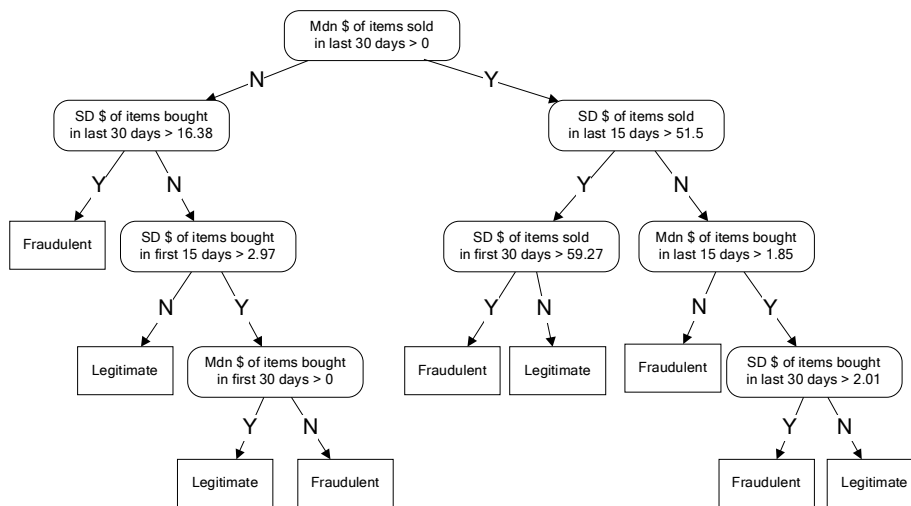 Mdn $ of items sold
in last 30 days > 0
N
Y
SD $ of items bought
in last 30 days > 16.38
SD $ of items sold
in last 15 days > 51.5
Y
N
Y
N
Fraudulent
SD $ of items bought
in first 15 days > 2.97
SD $ of items sold
in first 30 days > 59.27
Mdn $ of items bought
in last 15 days > 1.85
N
Y
Y
N
N
Y
Legitimate
Mdn $ of items bought
in first 30 days > 0
Fraudulent
Legitimate
Fraudulent
SD $ of items bought
in last 30 days > 2.01
Y
N
Y
N
Legitimate
Fraudulent
Fraudulent
Legitimate